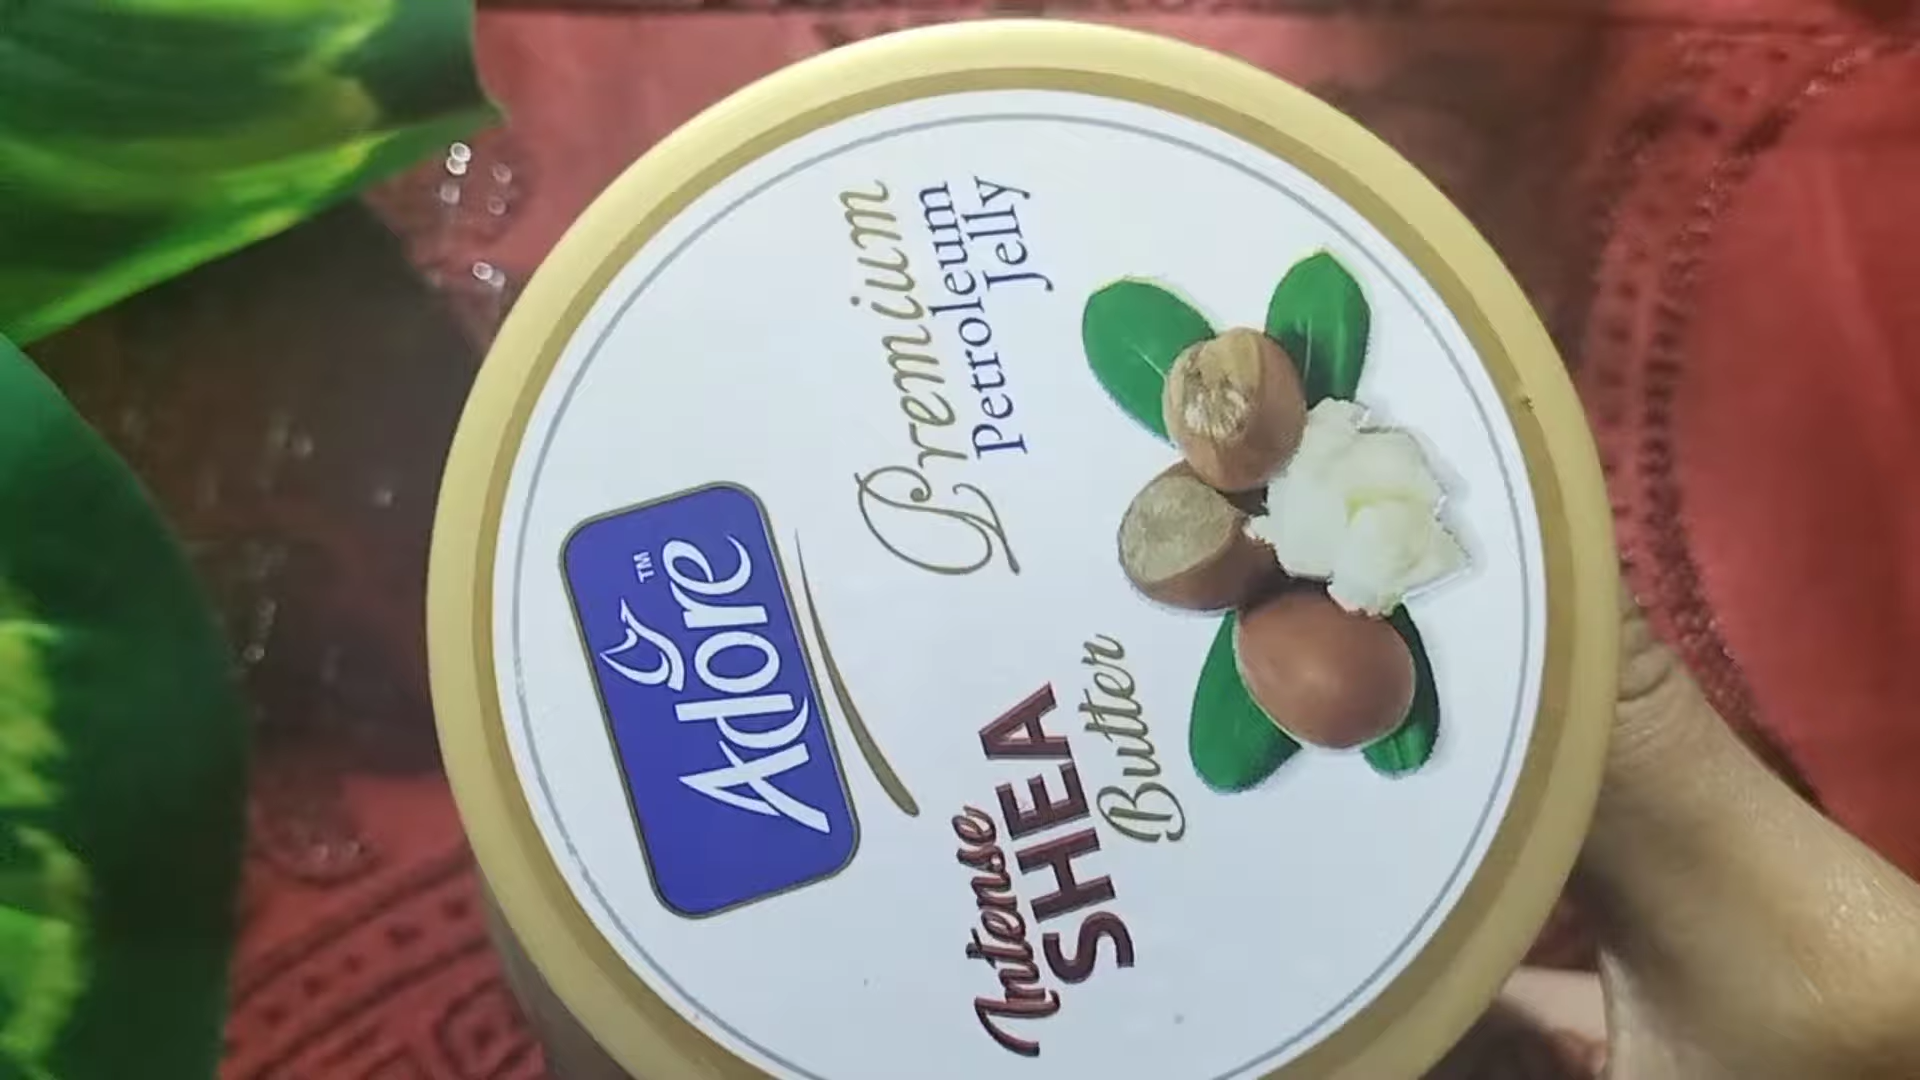 Adore™
Premium
Petroleum
Jelly
Intense
SHEA
Butter